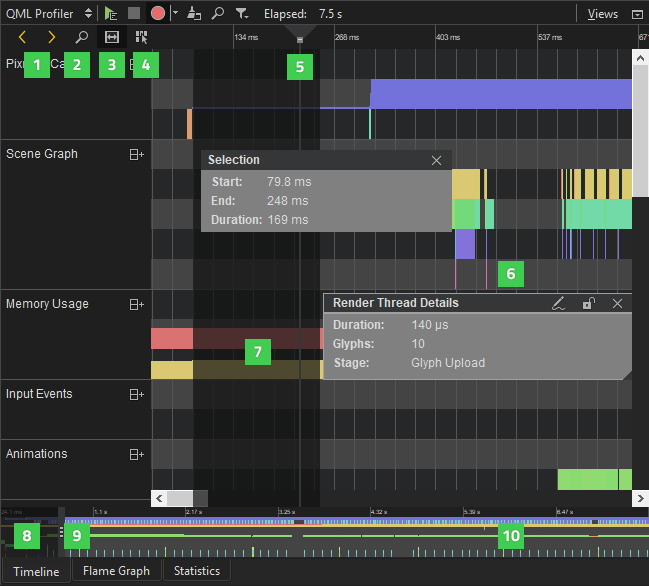 QML Profiler Elapsed: 7.5 s Views
134 ms 268 ms 403 ms 537 ms 671
1 2 3 4 5
Scene Graph
Selection
Start: 79.8 ms
End: 248 ms
Duration: 169 ms
6
Memory Usage
Render Thread Details
Duration: 140 µs
Glyphs: 10
Stage: Glyph Upload
7
Input Events
Animations
24.1 ms 1.1 s 2.17 s 3.25 s 4.32 s 5.39 s 6.47 s
8 9 10
Timeline Flame Graph Statistics